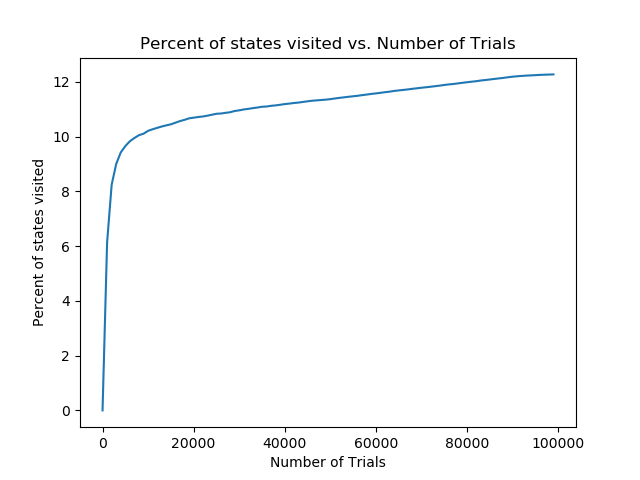 Percent of states visited vs. Number of Trials
12
10
8
6
4
2
0
Percent of states visited
0 20000 40000 60000 80000 100000
Number of Trials